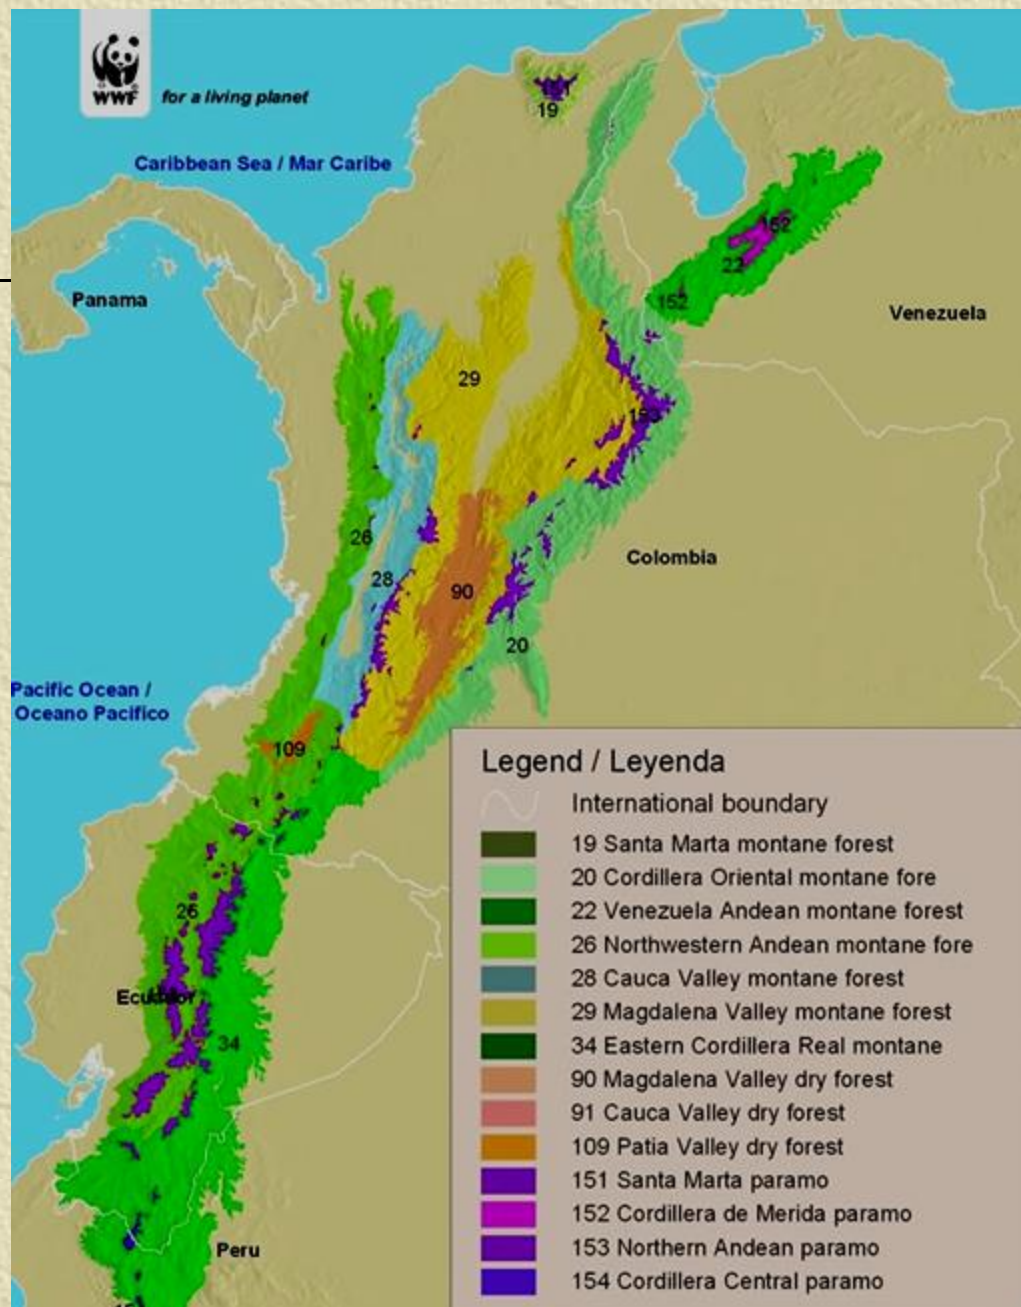 WWF
for a living planet
19
Caribbean Sea / Mar Caribe
152
22
152
Panama
Venezuela
29
153
26
28
Colombia
90
20
Pacific Ocean /
Oceano Pacifico
109
26
Ecuador
34
Peru
Legend / Leyenda
International boundary
19 Santa Marta montane forest
20 Cordillera Oriental montane fore
22 Venezuela Andean montane forest
26 Northwestern Andean montane fore
28 Cauca Valley montane forest
29 Magdalena Valley montane forest
34 Eastern Cordillera Real montane
90 Magdalena Valley dry forest
91 Cauca Valley dry forest
109 Patia Valley dry forest
151 Santa Marta paramo
152 Cordillera de Merida paramo
153 Northern Andean paramo
154 Cordillera Central paramo